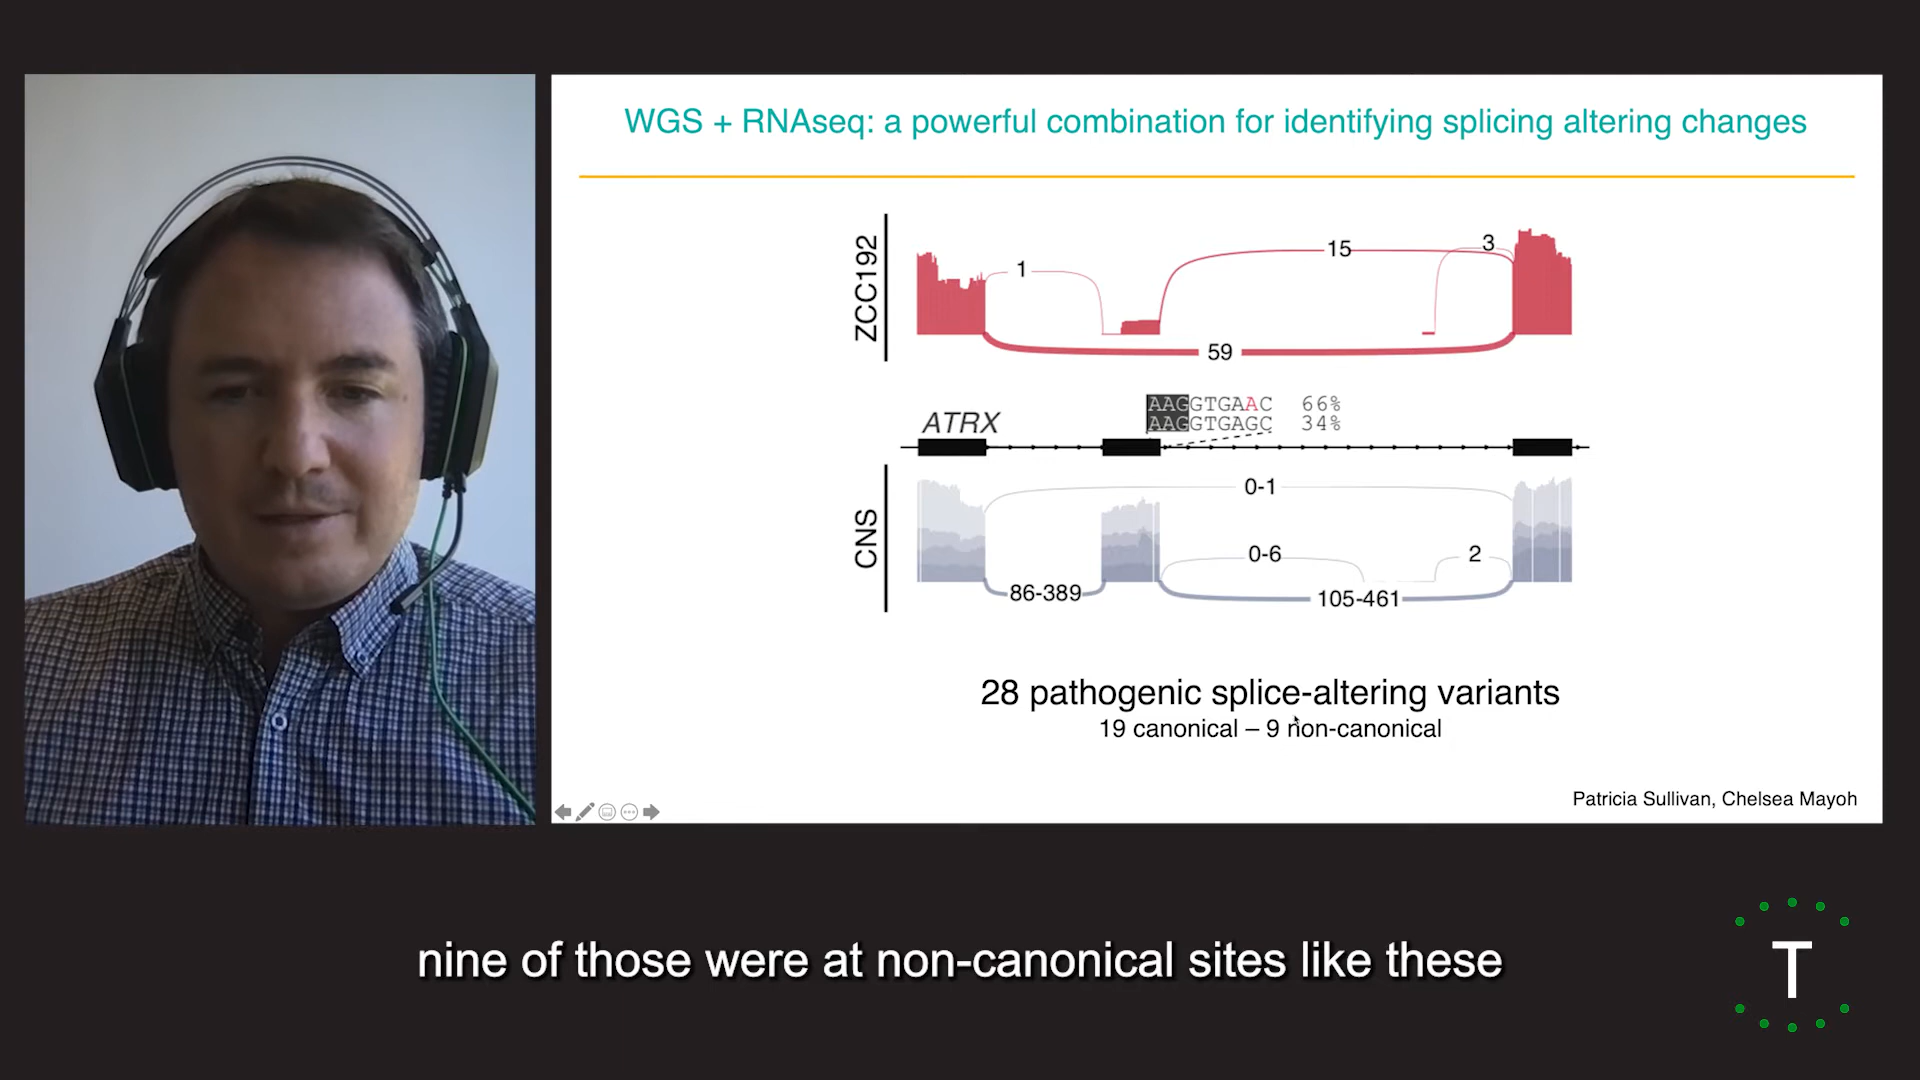 WGS + RNAseq: a powerful combination for identifying splicing altering changes
ZCC192
1
15
3
59
AAGGTGAAC 66%
AAGGTGAGC 34%
ATRX
CNS
0-1
0-6
2
86-389
105-461
28 pathogenic splice-altering variants
19 canonical – 9 non-canonical
Patricia Sullivan, Chelsea Mayoh
nine of those were at non-canonical sites like these
T